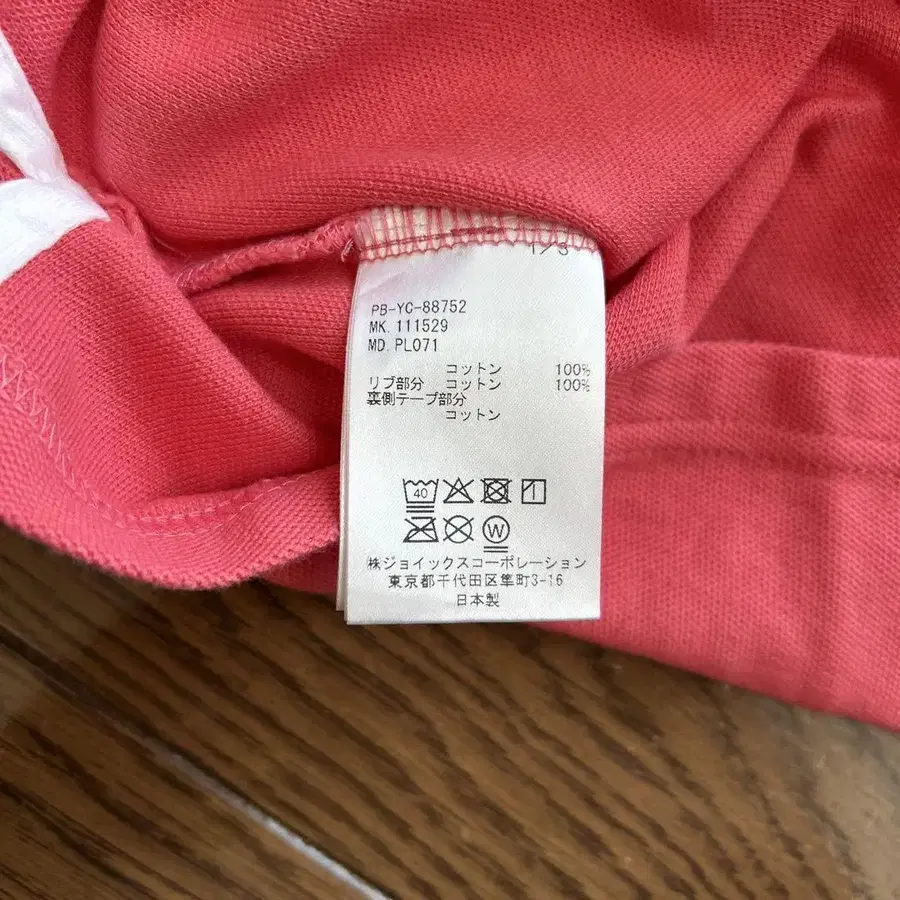 1/3
PB-YC-88752
MK. 111529
MD. PL071
コットン 100%
リブ部分 コットン 100%
裏側テープ部分
コットン
40
W
㈱ジョイックスコーポレーション
東京都千代田区隼町3-16
日本製